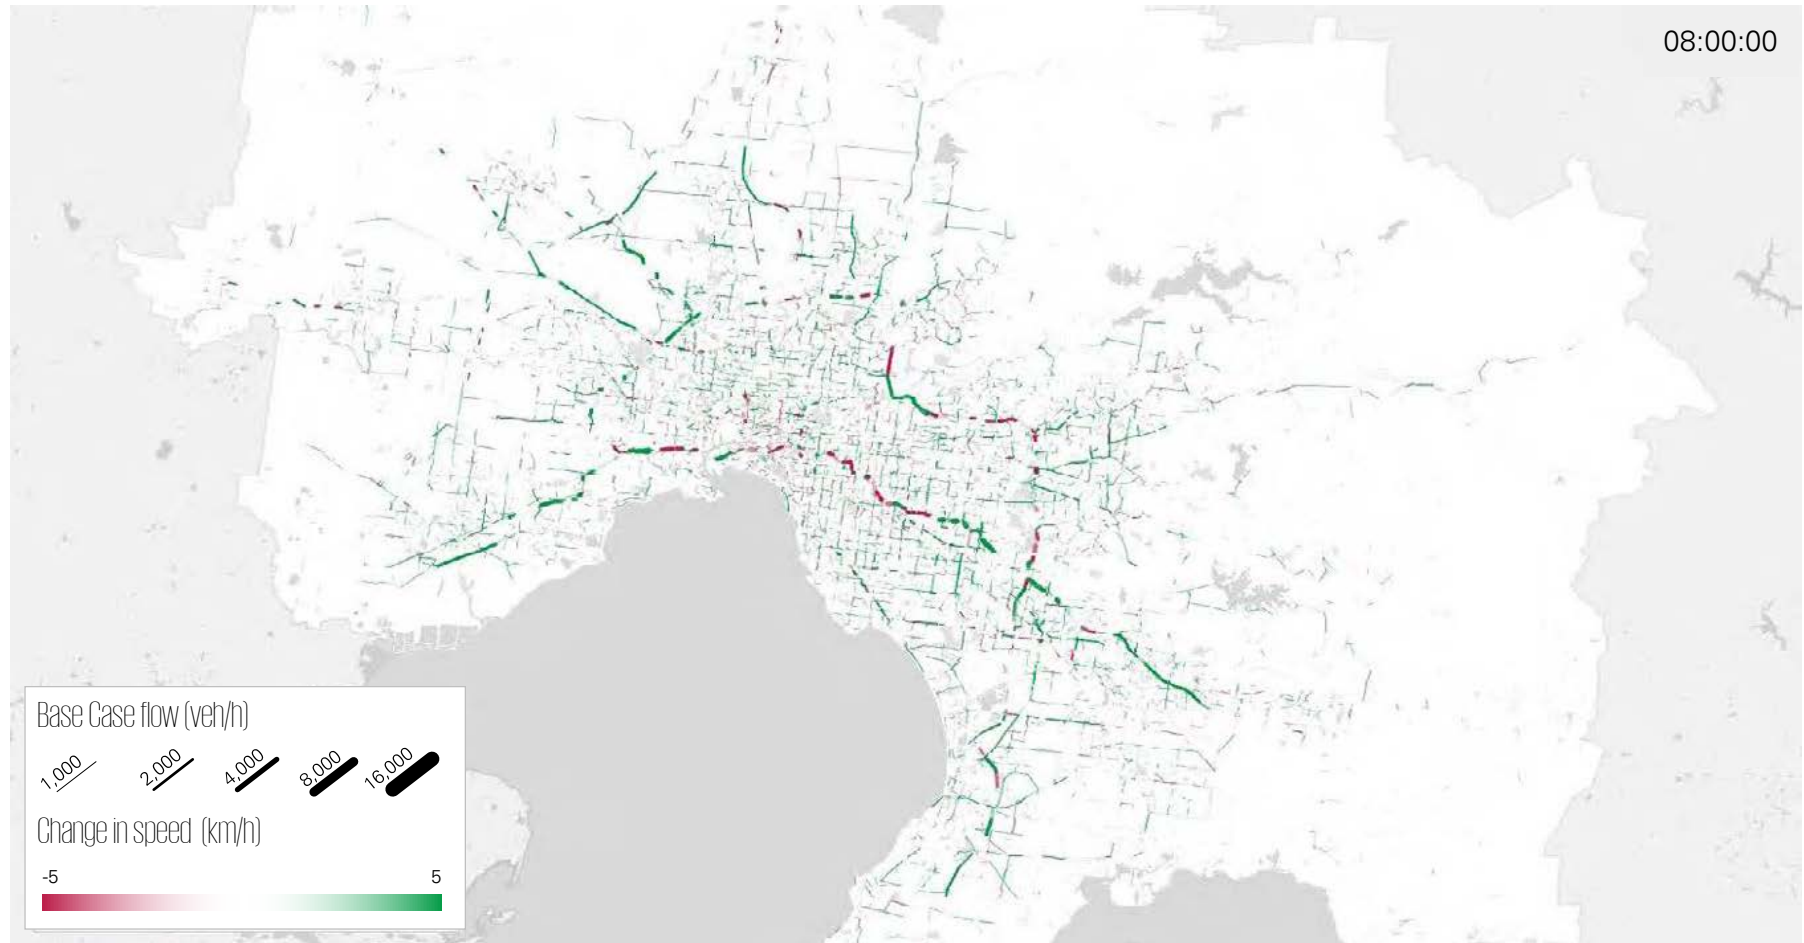 08:00:00
Base Case flow (veh/h)
1,000 2,000 4,000 8,000 16,000
Change in speed (km/h)
-5 5